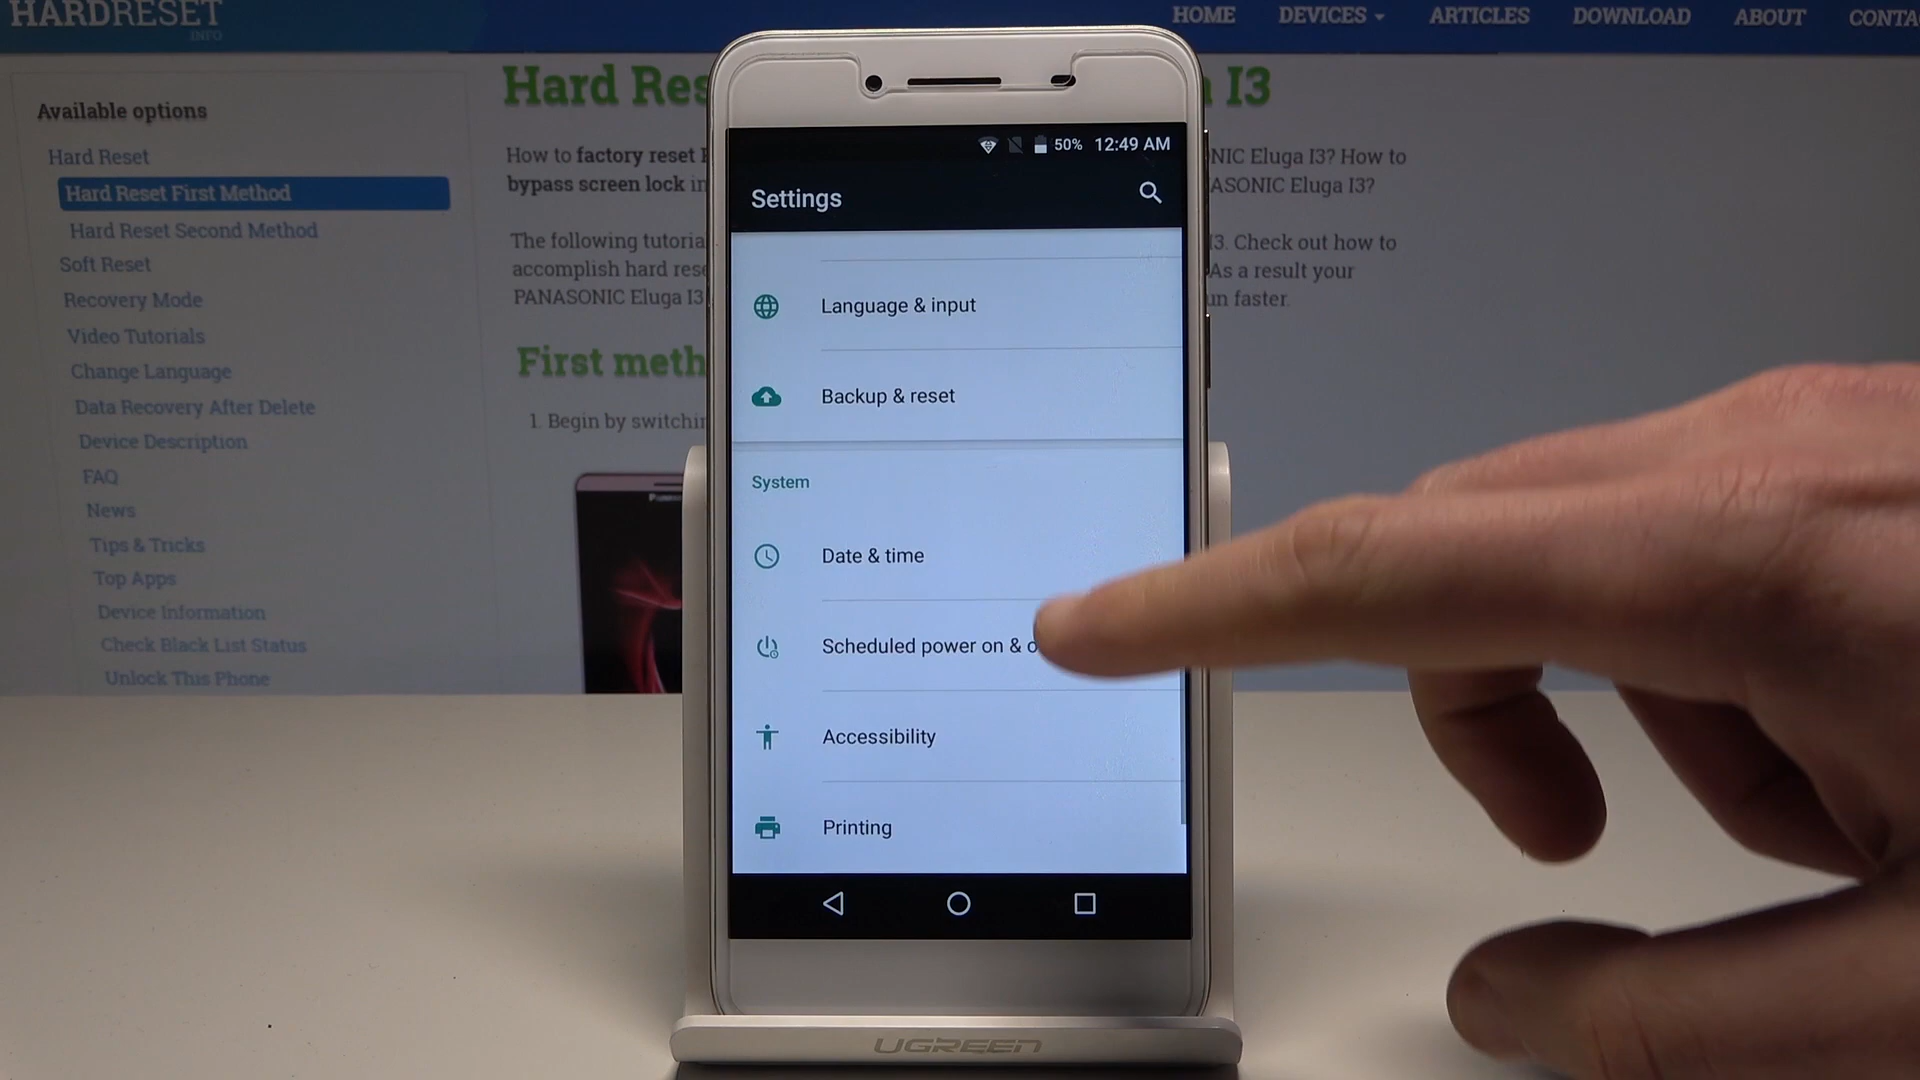 HARDRESET
INFO
HOME
DEVICES
ARTICLES
DOWNLOAD
ABOUT
CONTA
Available options
Hard Reset
Hard Reset First Method
Hard Reset Second Method
Soft Reset
Recovery Mode
Video Tutorials
Change Language
Data Recovery After Delete
Device Description
FAQ
News
Tips & Tricks
Top Apps
Device Information
Check Black List Status
Unlock This Phone
Hard Res
a I3
How to factory reset P
NIC Eluga I3? How to
bypass screen lock in
ASONIC Eluga I3?
The following tutoria
I3. Check out how to
accomplish hard rese
As a result your
PANASONIC Eluga I3
un faster.
First meth
1. Begin by switchin
50% 12:49 AM
Settings
Language & input
Backup & reset
System
Date & time
Scheduled power on & o
Accessibility
Printing
UGREEN